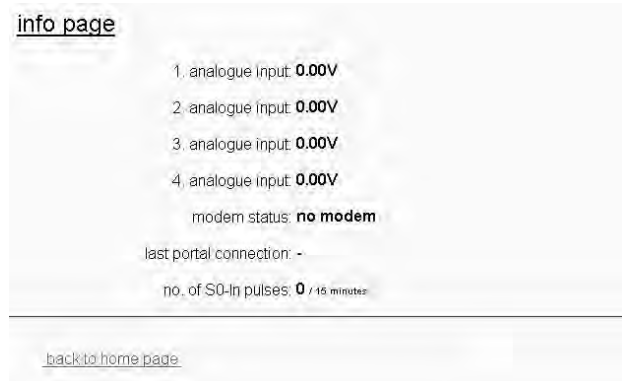 info page
1. analogue input: 0.00V
2. analogue input: 0.00V
3. analogue input: 0.00V
4. analogue input: 0.00V
modem status: no modem
last portal connection: -
no. of S0-In pulses: 0 / 15 minutes
back to home page